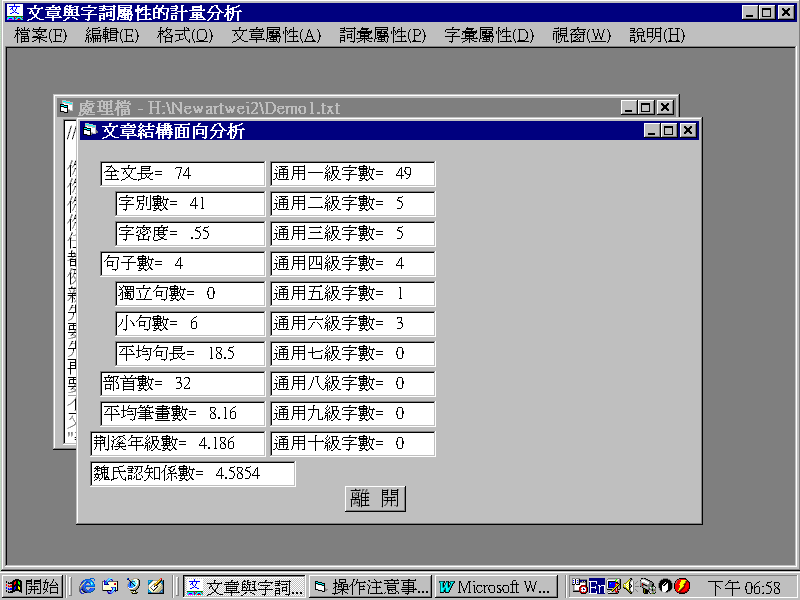 文章與字詞屬性的計量分析
檔案(F) 編輯(E) 格式(O) 文章屬性(A) 詞彙屬性(P) 字彙屬性(D) 視窗(W) 說明(H)
處理檔 - H:\Newartwei2\Demo1.txt
文章結構面向分析
全文長= 74 通用一級字數= 49
字別數= 41 通用二級字數= 5
字密度= .55 通用三級字數= 5
句子數= 4 通用四級字數= 4
獨立句數= 0 通用五級字數= 1
小句數= 6 通用六級字數= 3
平均句長= 18.5 通用七級字數= 0
部首數= 32 通用八級字數= 0
平均筆畫數= 8.16 通用九級字數= 0
荆溪年級數= 4.186 通用十級字數= 0
魏氏認知係數= 4.5854
離 開
開始 文章與字詞... 操作注意事... Microsoft W... En 下午 06:58